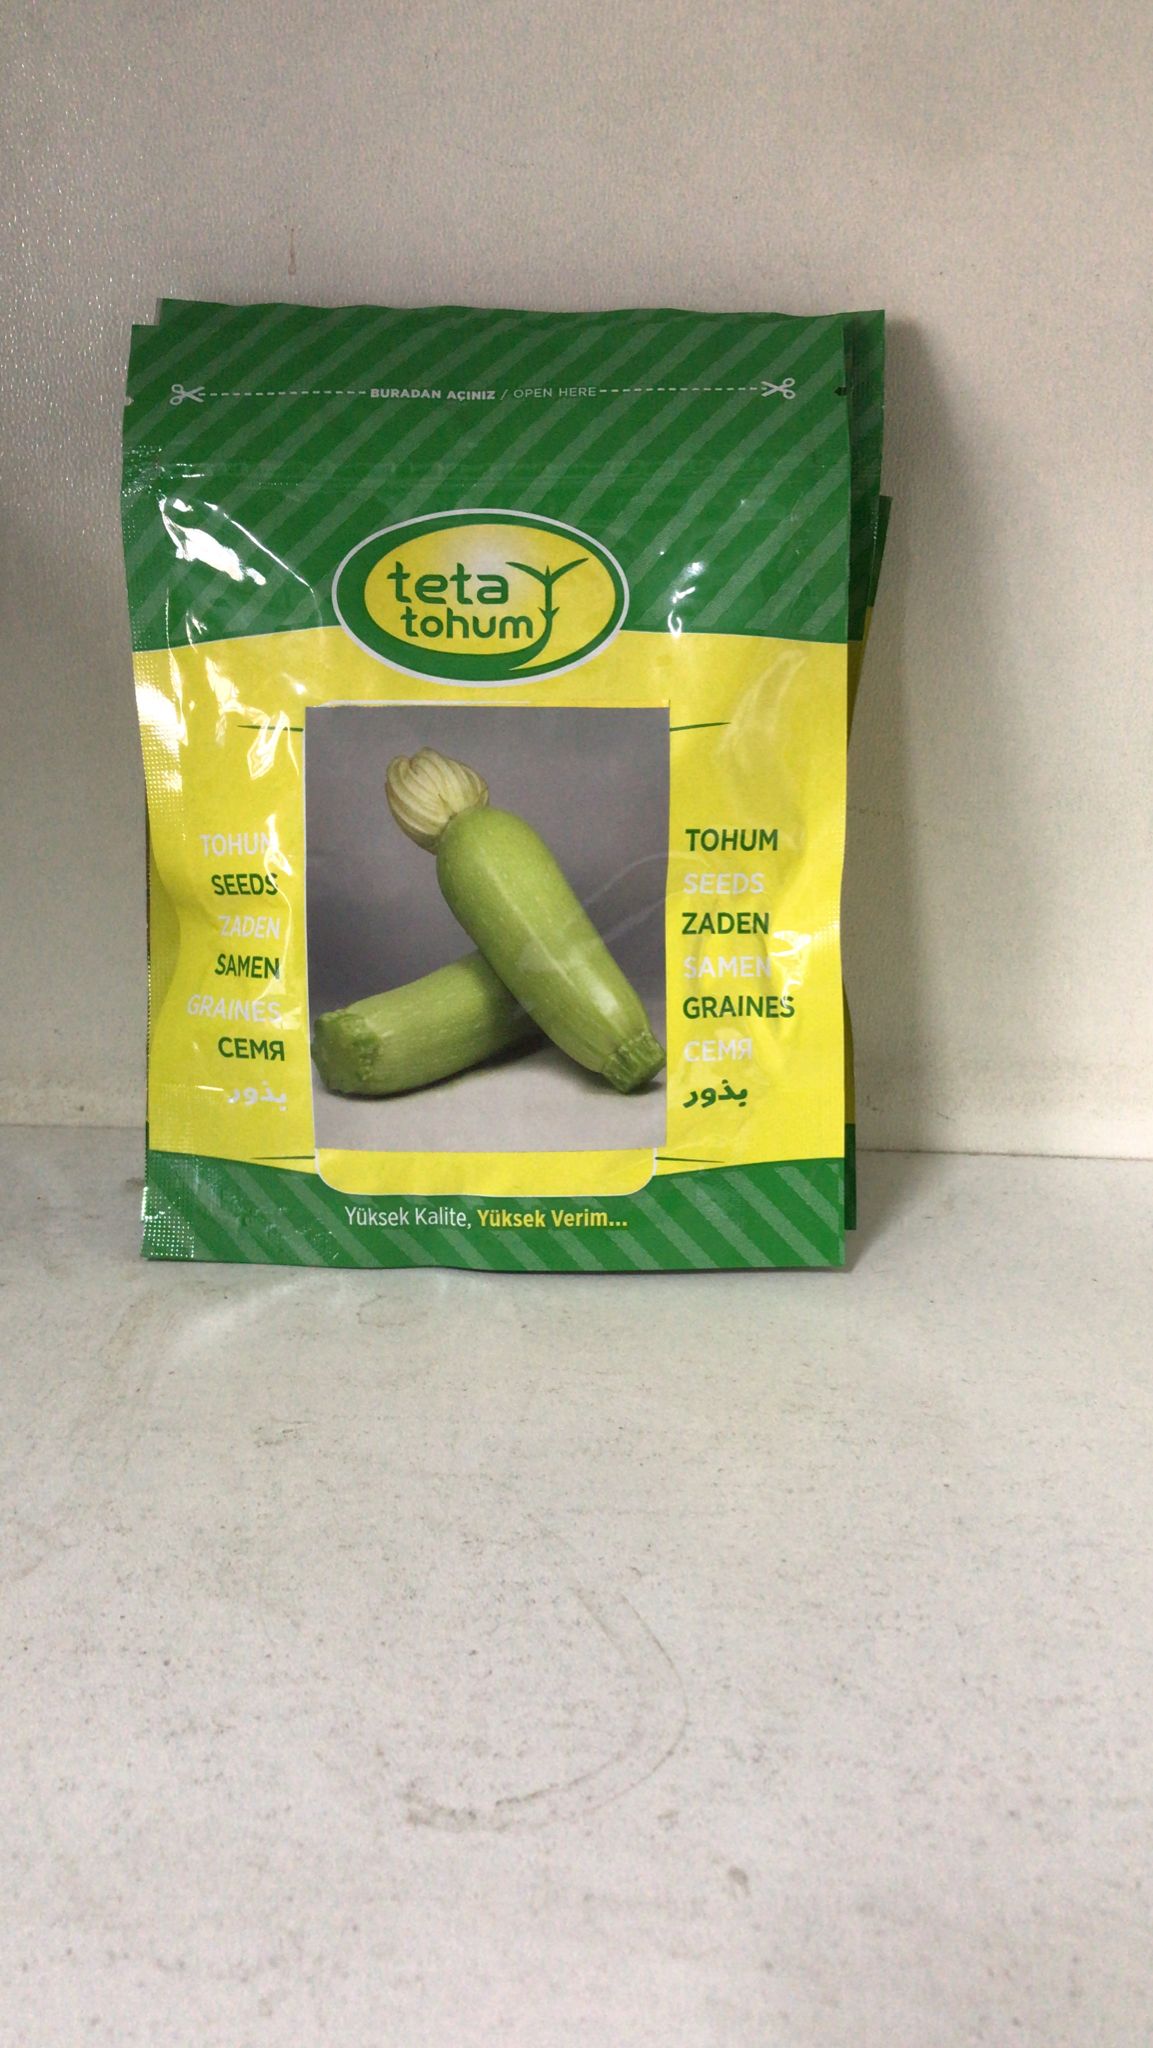 BURADAN AÇINIZ / OPEN HERE
teta
tohum
TOHUM
SEEDS
ZADEN
SAMEN
GRAINES
СЕМЯ
بذور
TOHUM
SEEDS
ZADEN
SAMEN
GRAINES
СЕМЯ
بذور
Yüksek Kalite, Yüksek Verim...